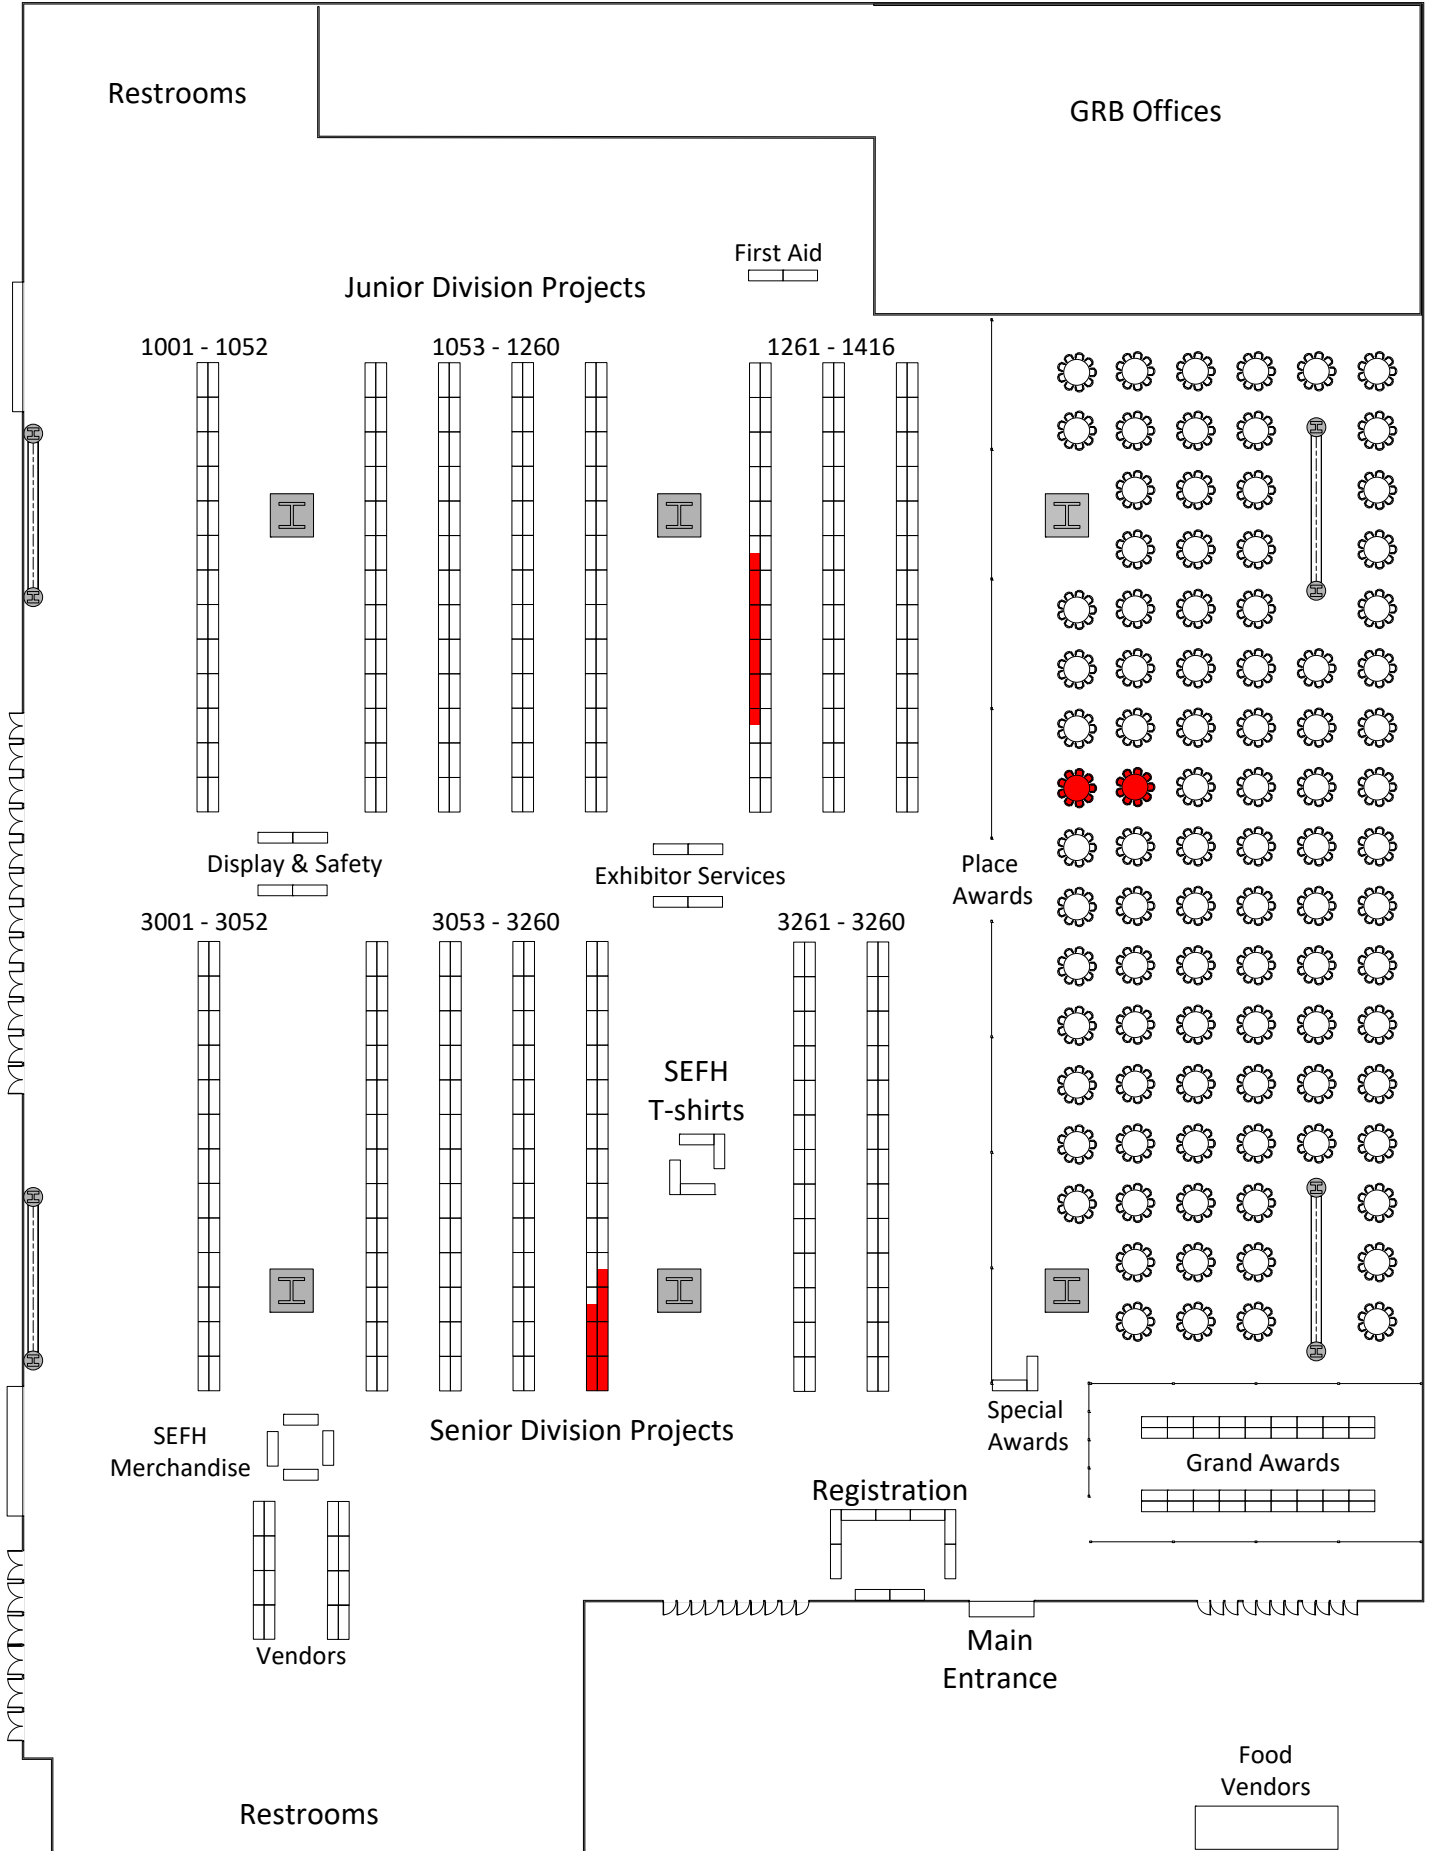 Restrooms
GRB Offices
First Aid
Junior Division Projects
1001 - 1052
1053 - 1260
1261 - 1416
Display & Safety
Exhibitor Services
Place
Awards
3001 - 3052
3053 - 3260
3261 - 3260
SEFH
T-shirts
Senior Division Projects
Special
Awards
SEFH
Merchandise
Grand Awards
Registration
Vendors
Main
Entrance
Food
Vendors
Restrooms